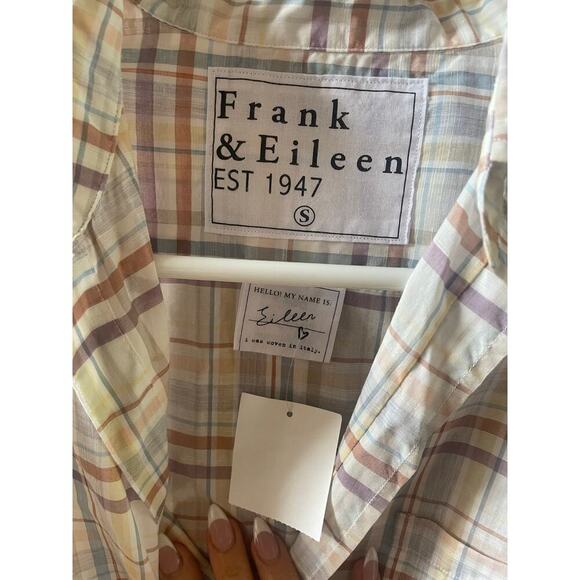 Frank
& Eileen
EST 1947
S
HELLO! MY NAME IS:
Eileen
i was woven in italy.